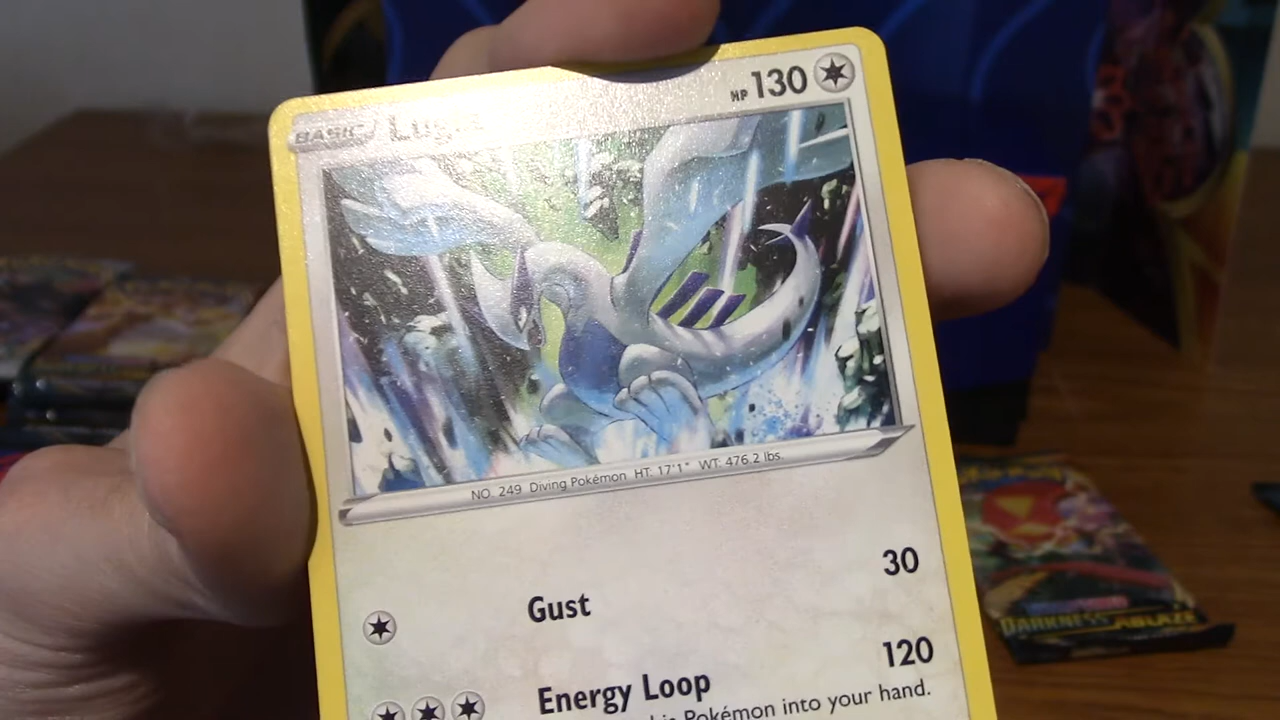 BASIC Lugia HP 130
NO. 249 Diving Pokémon HT: 17'1" WT: 476.2 lbs.
Gust 30
Energy Loop 120
Pokémon into your hand.
DARKNESS ABLAZE